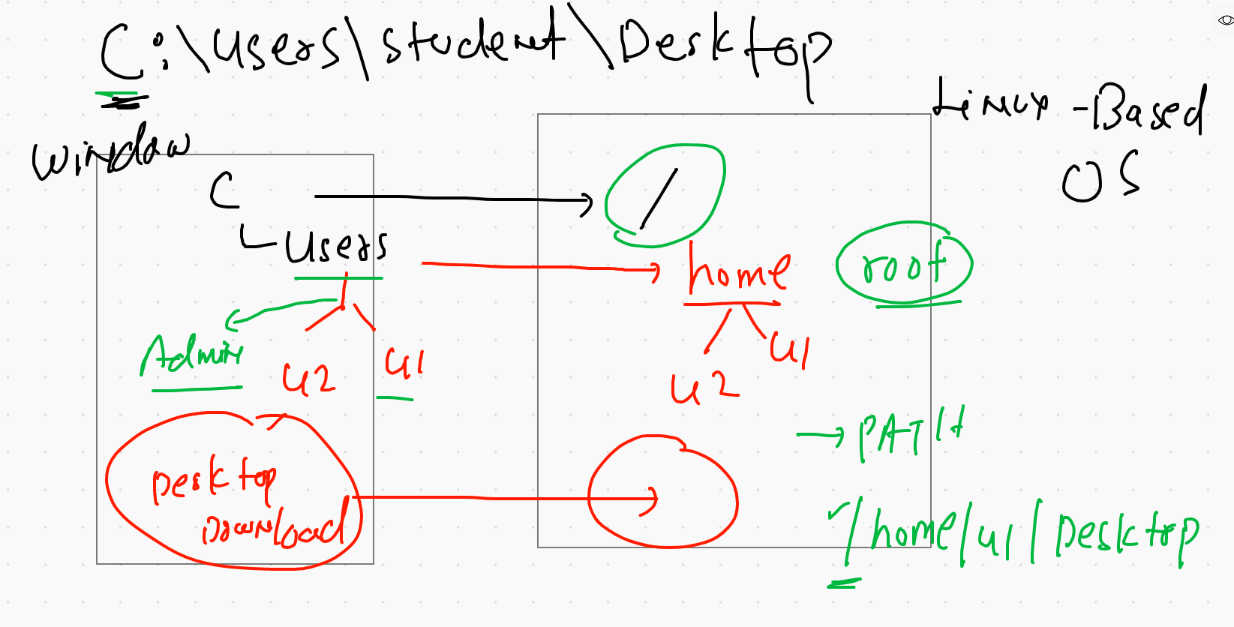 C:\Users\student\Desktop
Window
Linux-Based
OS
C
/
Users
home
root
Admin
U2
U1
U2
U1
Desktop
Download
→ PATH
/home/u1/Desktop